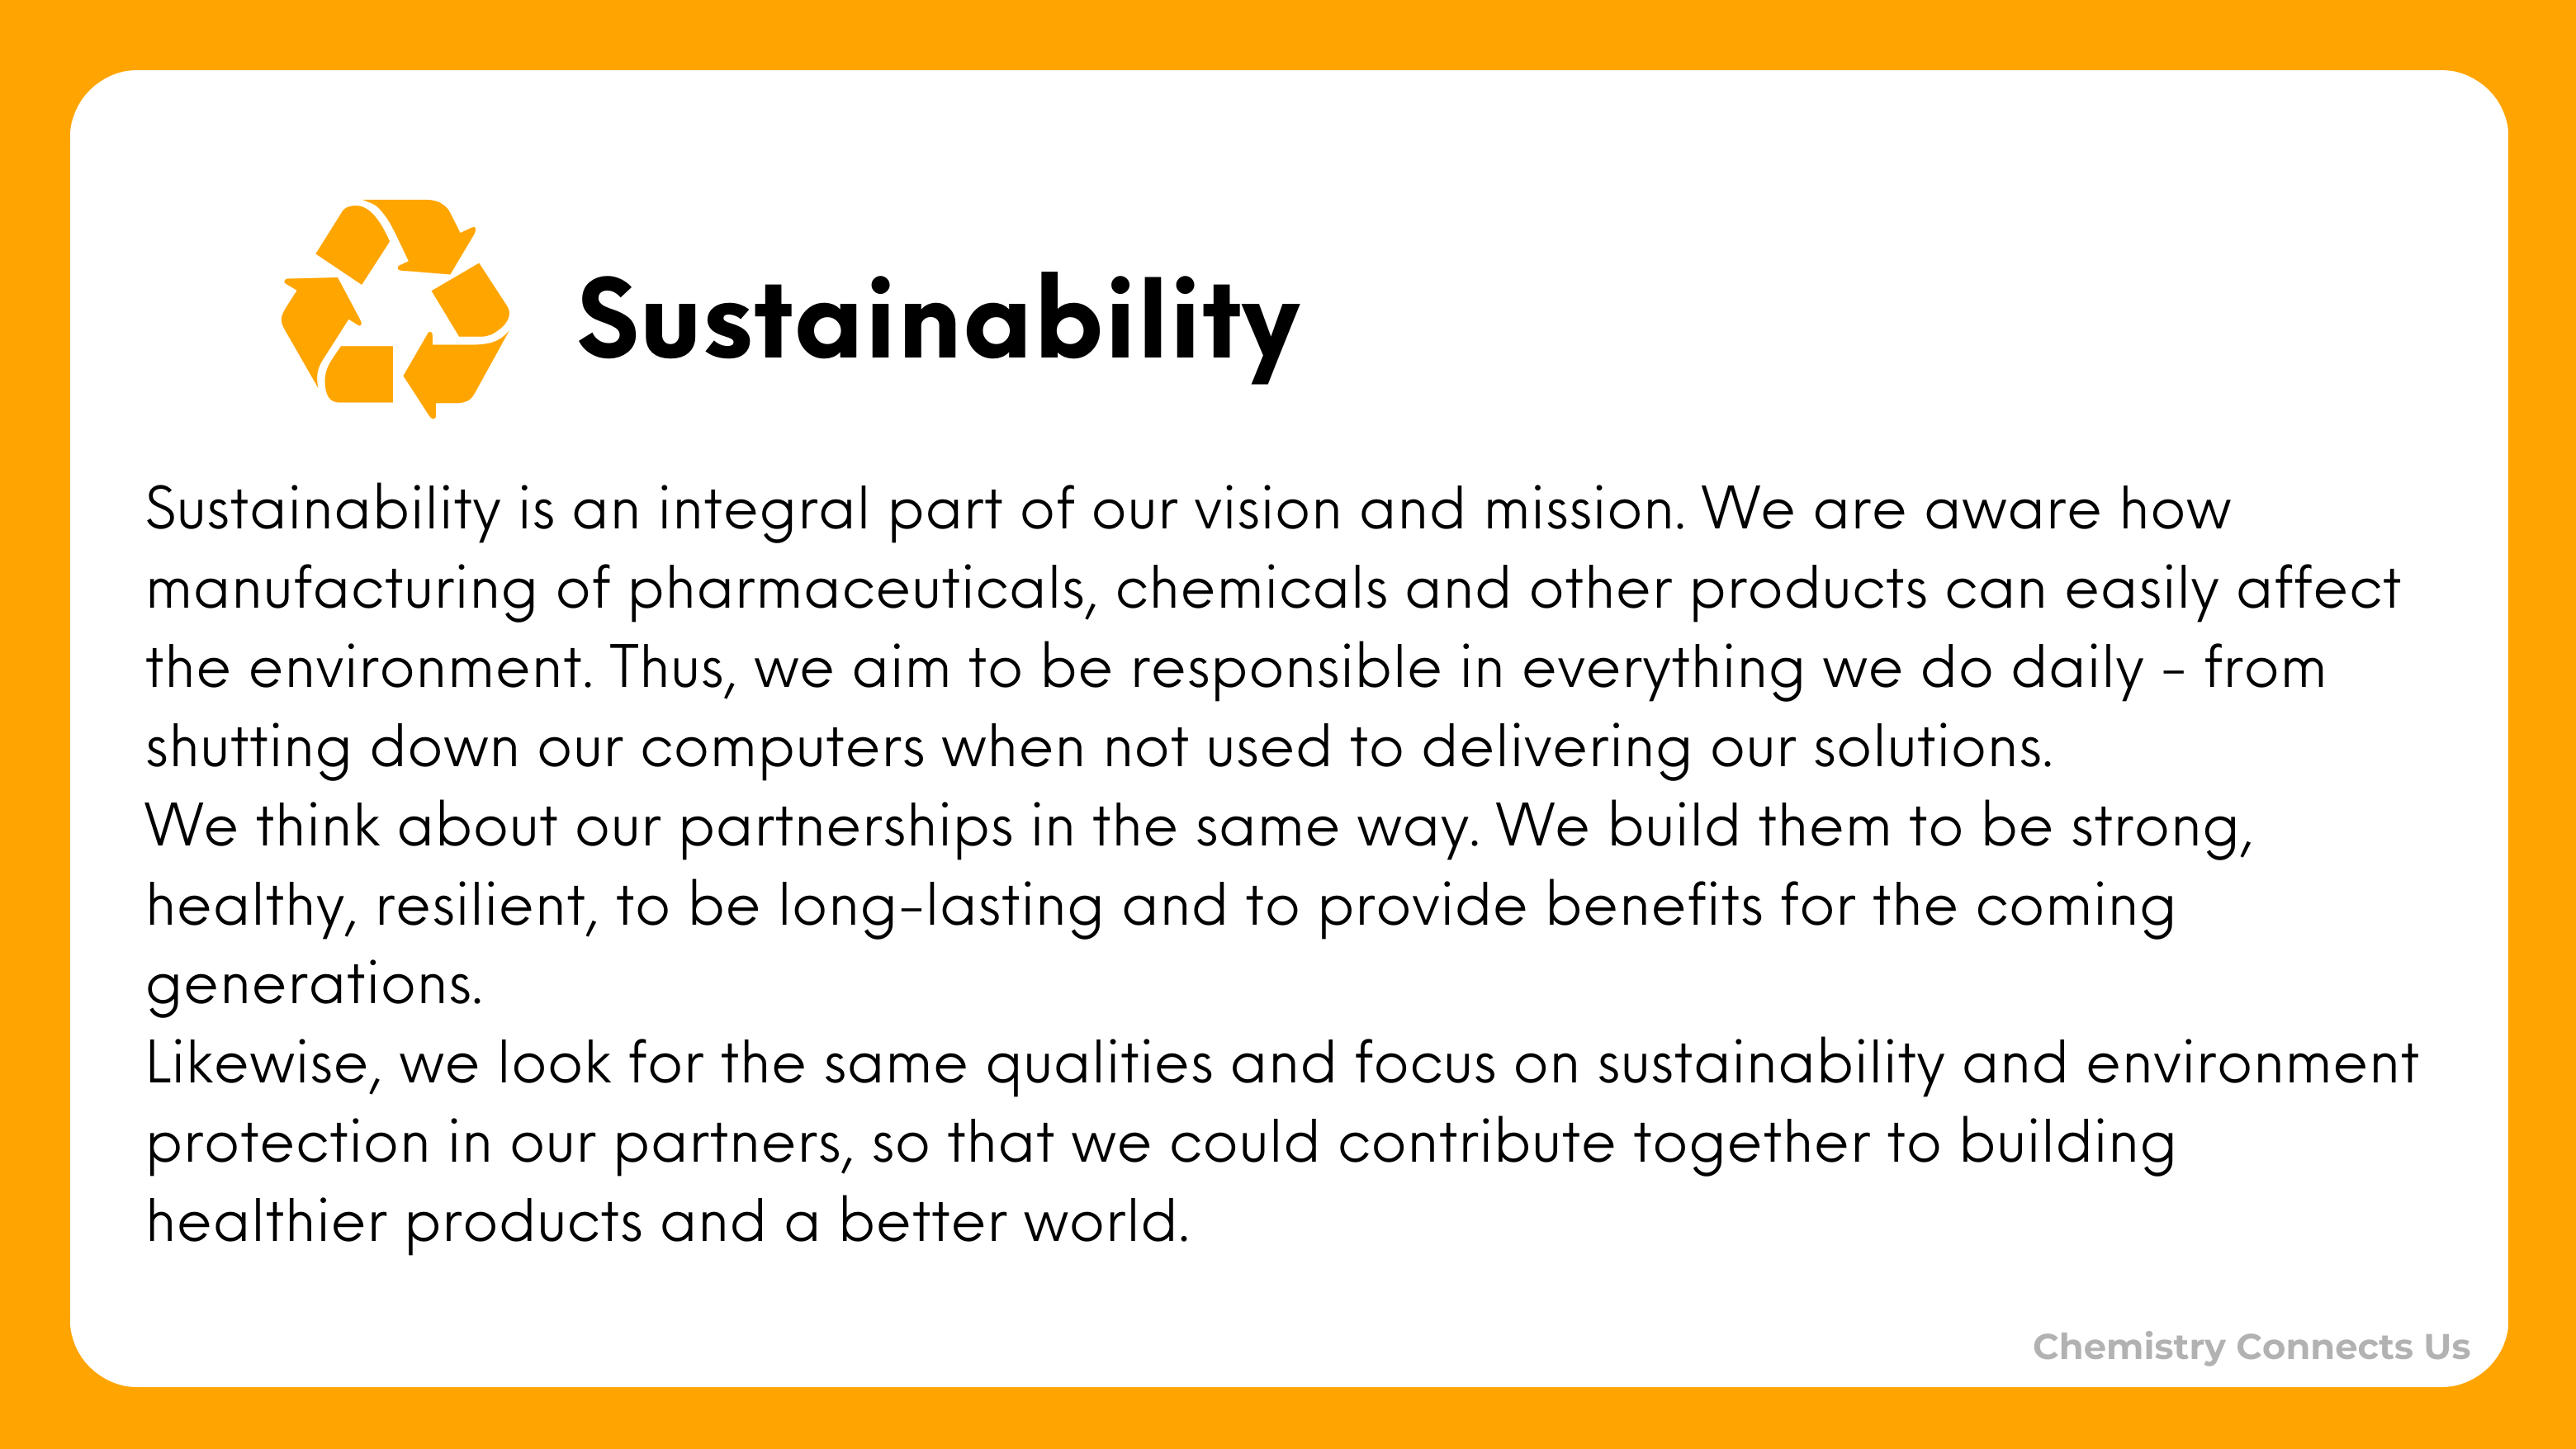 Sustainability
Sustainability is an integral part of our vision and mission. We are aware how
manufacturing of pharmaceuticals, chemicals and other products can easily affect
the environment. Thus, we aim to be responsible in everything we do daily - from
shutting down our computers when not used to delivering our solutions.
We think about our partnerships in the same way. We build them to be strong,
healthy, resilient, to be long-lasting and to provide benefits for the coming
generations.
Likewise, we look for the same qualities and focus on sustainability and environment
protection in our partners, so that we could contribute together to building
healthier products and a better world.
Chemistry Connects Us